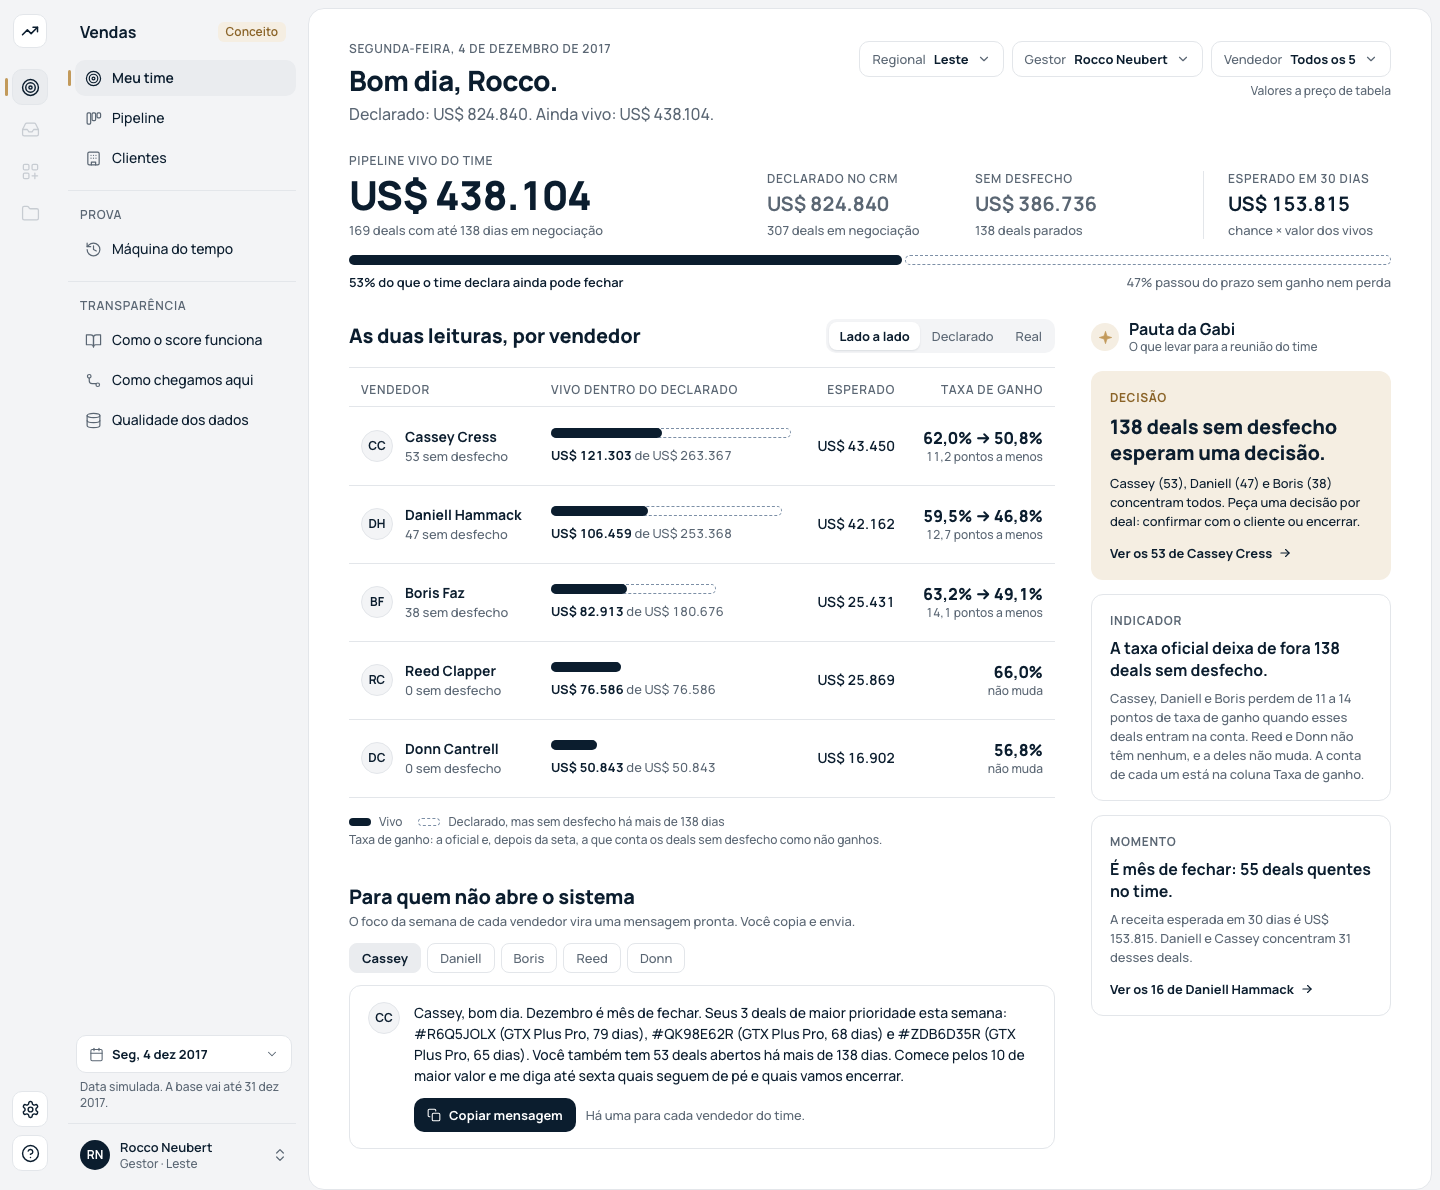 Vendas
Conceito
Meu time
Pipeline
Clientes
PROVA
Máquina do tempo
TRANSPARÊNCIA
Como o score funciona
Como chegamos aqui
Qualidade dos dados
Seg, 4 dez 2017
Data simulada. A base vai até 31 dez
2017.
RN
Rocco Neubert
Gestor · Leste
SEGUNDA-FEIRA, 4 DE DEZEMBRO DE 2017
Bom dia, Rocco.
Declarado: US$ 824.840. Ainda vivo: US$ 438.104.
Regional Leste
Gestor Rocco Neubert
Vendedor Todos os 5
Valores a preço de tabela
PIPELINE VIVO DO TIME
US$ 438.104
169 deals com até 138 dias em negociação
DECLARADO NO CRM
US$ 824.840
307 deals em negociação
SEM DESFECHO
US$ 386.736
138 deals parados
ESPERADO EM 30 DIAS
US$ 153.815
chance × valor dos vivos
53% do que o time declara ainda pode fechar
47% passou do prazo sem ganho nem perda
As duas leituras, por vendedor
Lado a lado
Declarado
Real
VENDEDOR
VIVO DENTRO DO DECLARADO
ESPERADO
TAXA DE GANHO
CC
Cassey Cress
53 sem desfecho
US$ 121.303 de US$ 263.367
US$ 43.450
62,0% → 50,8%
11,2 pontos a menos
DH
Daniell Hammack
47 sem desfecho
US$ 106.459 de US$ 253.368
US$ 42.162
59,5% → 46,8%
12,7 pontos a menos
BF
Boris Faz
38 sem desfecho
US$ 82.913 de US$ 180.676
US$ 25.431
63,2% → 49,1%
14,1 pontos a menos
RC
Reed Clapper
0 sem desfecho
US$ 76.586 de US$ 76.586
US$ 25.869
66,0%
não muda
DC
Donn Cantrell
0 sem desfecho
US$ 50.843 de US$ 50.843
US$ 16.902
56,8%
não muda
Vivo
Declarado, mas sem desfecho há mais de 138 dias
Taxa de ganho: a oficial e, depois da seta, a que conta os deals sem desfecho como não ganhos.
Para quem não abre o sistema
O foco da semana de cada vendedor vira uma mensagem pronta. Você copia e envia.
Cassey
Daniell
Boris
Reed
Donn
CC
Cassey, bom dia. Dezembro é mês de fechar. Seus 3 deals de maior prioridade esta semana:
#R6Q5JOLX (GTX Plus Pro, 79 dias), #QK98E62R (GTX Plus Pro, 68 dias) e #ZDB6D35R (GTX
Plus Pro, 65 dias). Você também tem 53 deals abertos há mais de 138 dias. Comece pelos 10 de
maior valor e me diga até sexta quais seguem de pé e quais vamos encerrar.
Copiar mensagem
Há uma para cada vendedor do time.
Pauta da Gabi
O que levar para a reunião do time
DECISÃO
138 deals sem desfecho
esperam uma decisão.
Cassey (53), Daniell (47) e Boris (38)
concentram todos. Peça uma decisão por
deal: confirmar com o cliente ou encerrar.
Ver os 53 de Cassey Cress →
INDICADOR
A taxa oficial deixa de fora 138
deals sem desfecho.
Cassey, Daniell e Boris perdem de 11 a 14
pontos de taxa de ganho quando esses
deals entram na conta. Reed e Donn não
têm nenhum, e a deles não muda. A conta
de cada um está na coluna Taxa de ganho.
MOMENTO
É mês de fechar: 55 deals quentes
no time.
A receita esperada em 30 dias é US$
153.815. Daniell e Cassey concentram 31
desses deals.
Ver os 16 de Daniell Hammack →